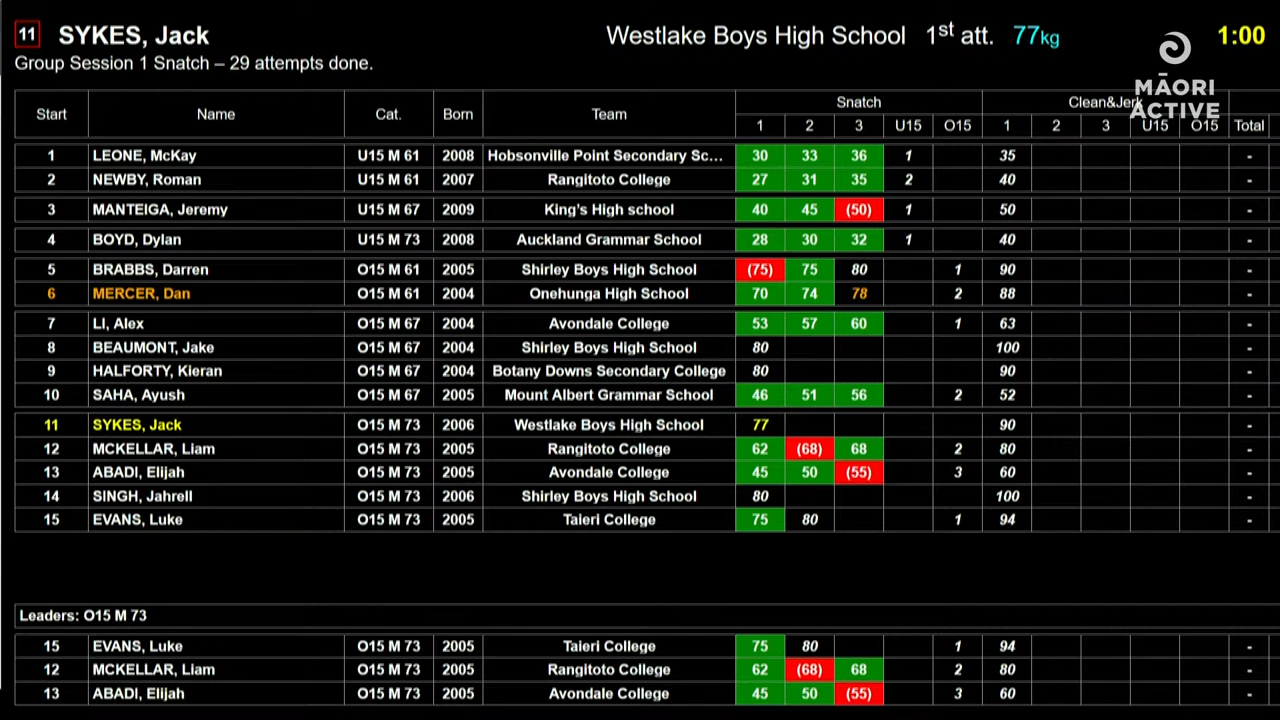 11 SYKES, Jack Westlake Boys High School 1st att. 77kg 1:00
Group Session 1 Snatch – 29 attempts done.
MĀORI
ACTIVE
Start Name Cat. Born Team Snatch Clean&Jerk
1 2 3 U15 O15 1 2 3 U15 O15 Total
1 LEONE, McKay U15 M 61 2008 Hobsonville Point Secondary Sc… 30 33 36 1 35 -
2 NEWBY, Roman U15 M 61 2007 Rangitoto College 27 31 35 2 40 -
3 MANTEIGA, Jeremy U15 M 67 2009 King's High school 40 45 (50) 1 50 -
4 BOYD, Dylan U15 M 73 2008 Auckland Grammar School 28 30 32 1 40 -
5 BRABBS, Darren O15 M 61 2005 Shirley Boys High School (75) 75 80 1 90 -
6 MERCER, Dan O15 M 61 2004 Onehunga High School 70 74 78 2 88 -
7 LI, Alex O15 M 67 2004 Avondale College 53 57 60 1 63 -
8 BEAUMONT, Jake O15 M 67 2004 Shirley Boys High School 80 100 -
9 HALFORTY, Kieran O15 M 67 2004 Botany Downs Secondary College 80 90 -
10 SAHA, Ayush O15 M 67 2005 Mount Albert Grammar School 46 51 56 2 52 -
11 SYKES, Jack O15 M 73 2006 Westlake Boys High School 77 90 -
12 MCKELLAR, Liam O15 M 73 2005 Rangitoto College 62 (68) 68 2 80 -
13 ABADI, Elijah O15 M 73 2005 Avondale College 45 50 (55) 3 60 -
14 SINGH, Jahrell O15 M 73 2006 Shirley Boys High School 80 100 -
15 EVANS, Luke O15 M 73 2005 Taieri College 75 80 1 94 -
Leaders: O15 M 73
15 EVANS, Luke O15 M 73 2005 Taieri College 75 80 1 94 -
12 MCKELLAR, Liam O15 M 73 2005 Rangitoto College 62 (68) 68 2 80 -
13 ABADI, Elijah O15 M 73 2005 Avondale College 45 50 (55) 3 60 -